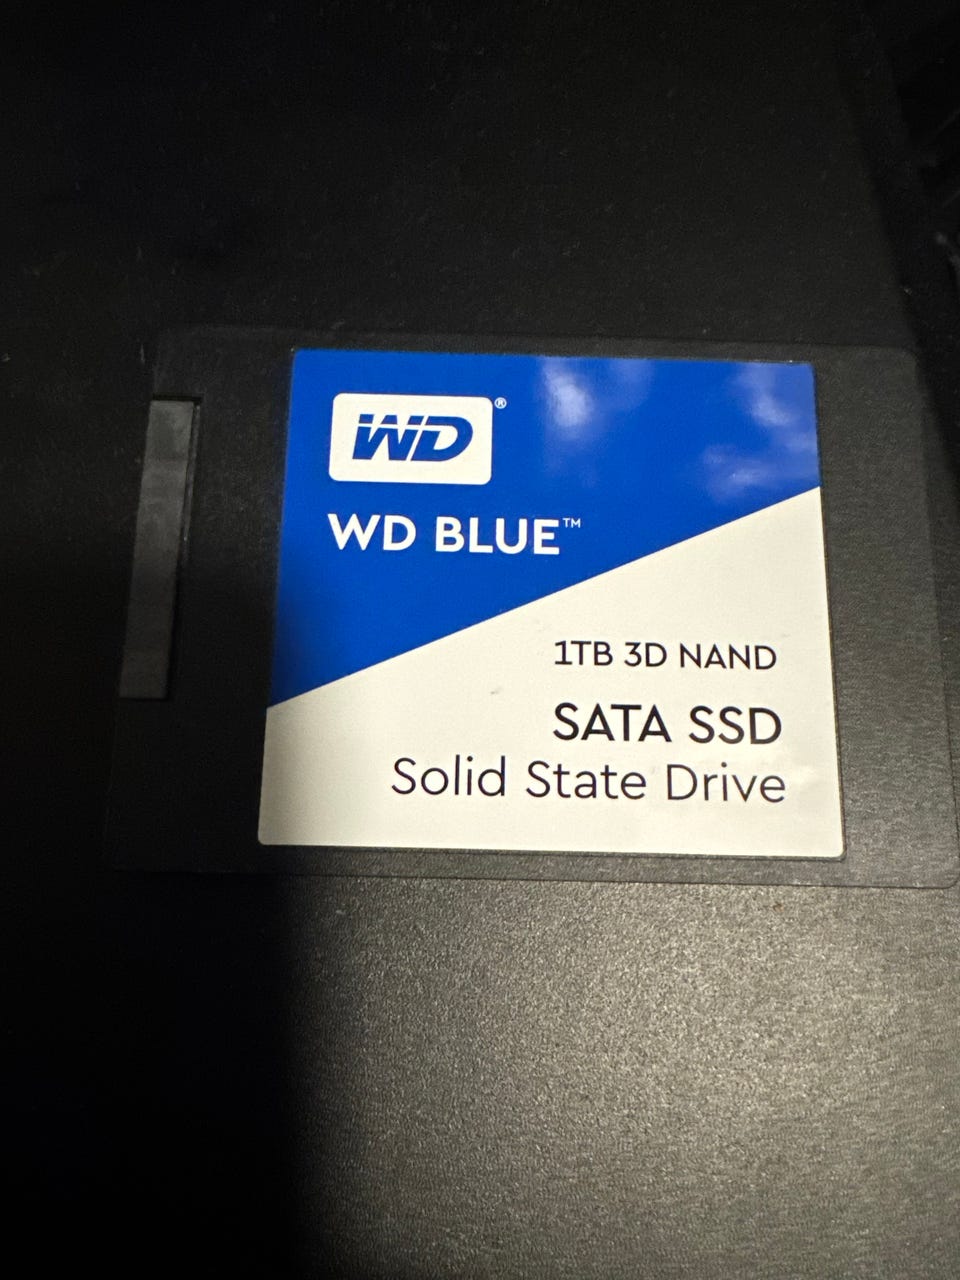 WD®
WD BLUE™
1TB 3D NAND
SATA SSD
Solid State Drive